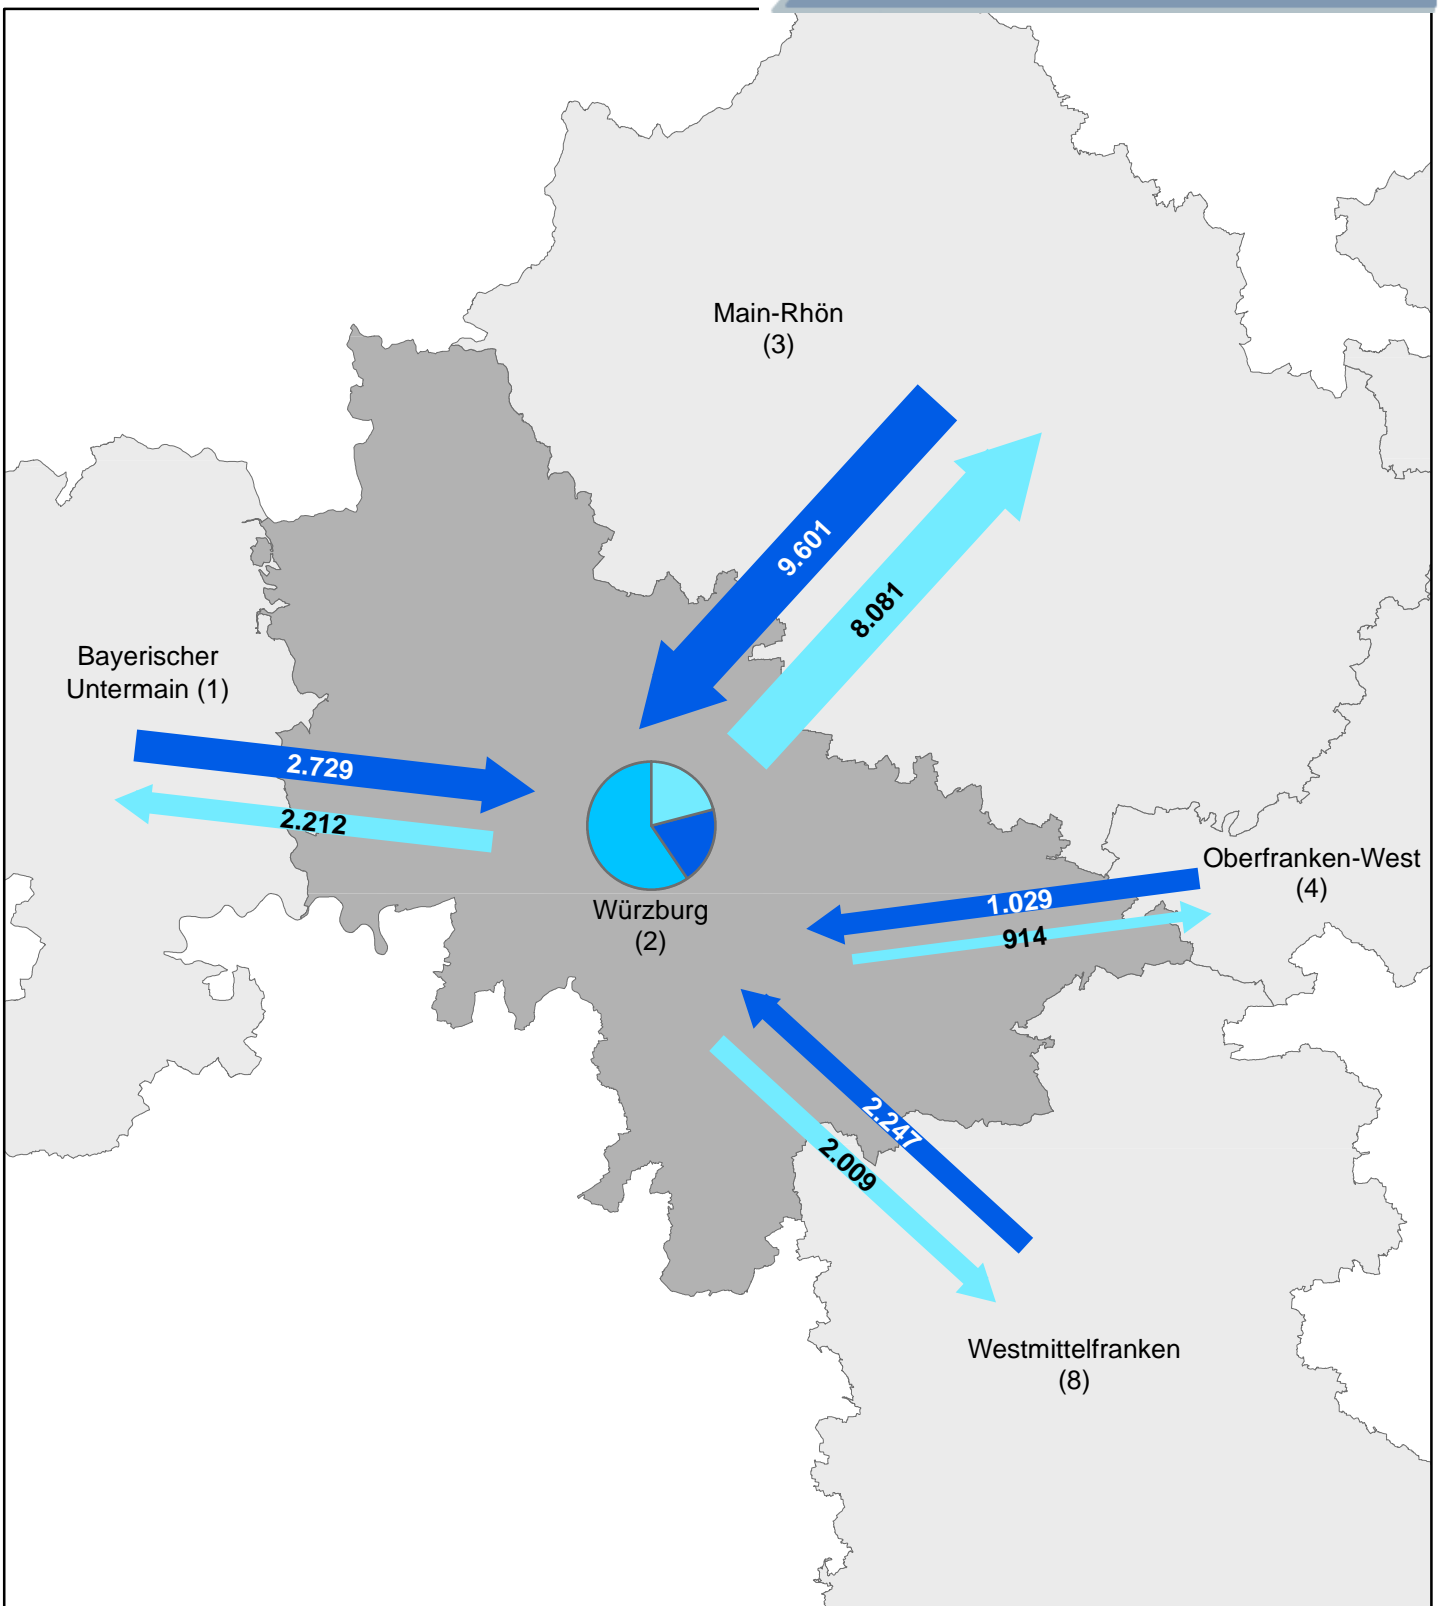 Main-Rhön
(3)
9.601
8.081
Bayerischer
Untermain (1)
2.729
2.212
Oberfranken-West
(4)
1.029
914
Würzburg
(2)
2.247
2.009
Westmittelfranken
(8)